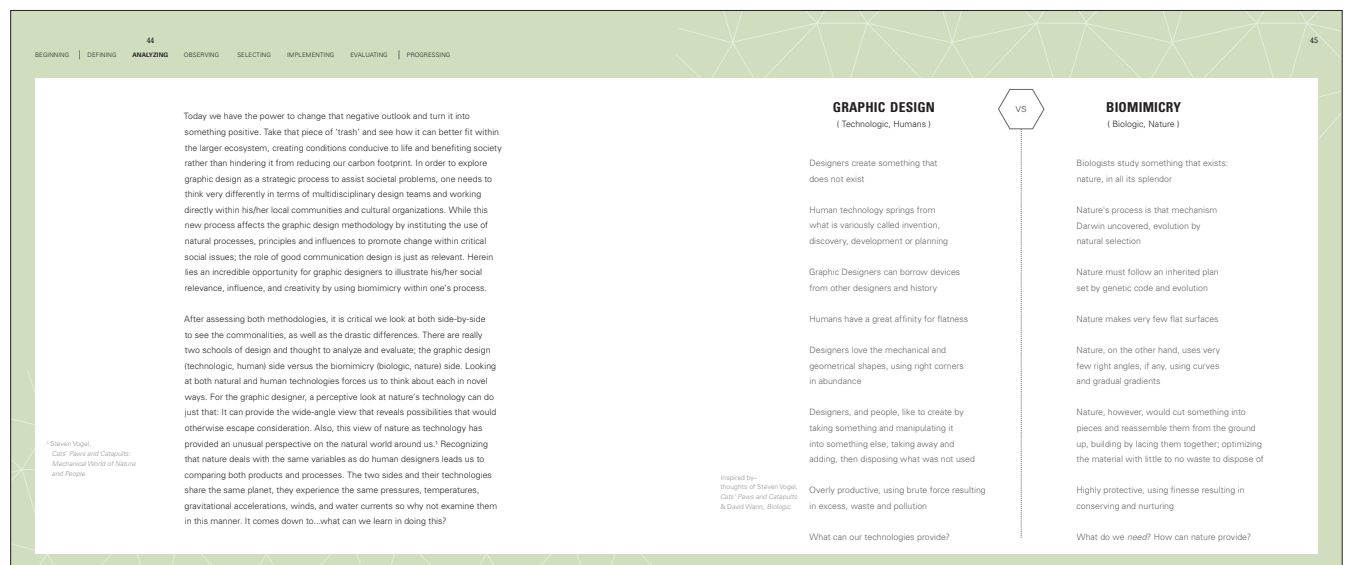 44
BEGINNING | DEFINING ANALYZING OBSERVING SELECTING IMPLEMENTING EVALUATING | PROGRESSING
Today we have the power to change that negative outlook and turn it into
something positive. Take that piece of ‘trash’ and see how it can better fit within
the larger ecosystem, creating conditions conducive to life and benefiting society
rather than hindering it from reducing our carbon footprint. In order to explore
graphic design as a strategic process to assist societal problems, one needs to
think very differently in terms of multidisciplinary design teams and working
directly within his/her local communities and cultural organizations. While this
new process affects the graphic design methodology by instituting the use of
natural processes, principles and influences to promote change within critical
social issues; the role of good communication design is just as relevant. Herein
lies an incredible opportunity for graphic designers to illustrate his/her social
relevance, influence, and creativity by using biomimicry within one’s process.
After assessing both methodologies, it is critical we look at both side-by-side
to see the commonalities, as well as the drastic differences. There are really
two schools of design and thought to analyze and evaluate; the graphic design
(technologic, human) side versus the biomimicry (biologic, nature) side. Looking
at both natural and human technologies forces us to think about each in novel
ways. For the graphic designer, a perceptive look at nature’s technology can do
just that: It can provide the wide-angle view that reveals possibilities that would
otherwise escape consideration. Also, this view of nature as technology has
provided an unusual perspective on the natural world around us.¹ Recognizing
that nature deals with the same variables as do human designers leads us to
comparing both products and processes. The two sides and their technologies
share the same planet, they experience the same pressures, temperatures,
gravitational accelerations, winds, and water currents so why not examine them
in this manner. It comes down to...what can we learn in doing this?
¹ Steven Vogel,
Cats’ Paws and Catapults:
Mechanical World of Nature
and People
45
GRAPHIC DESIGN
( Technologic, Humans )
VS
BIOMIMICRY
( Biologic, Nature )
Designers create something that
does not exist
Biologists study something that exists:
nature, in all its splendor
Human technology springs from
what is variously called invention,
discovery, development or planning
Nature’s process is that mechanism
Darwin uncovered, evolution by
natural selection
Graphic Designers can borrow devices
from other designers and history
Nature must follow an inherited plan
set by genetic code and evolution
Humans have a great affinity for flatness
Nature makes very few flat surfaces
Designers love the mechanical and
geometrical shapes, using right corners
in abundance
Nature, on the other hand, uses very
few right angles, if any, using curves
and gradual gradients
Designers, and people, like to create by
taking something and manipulating it
into something else, taking away and
adding, then disposing what was not used
Nature, however, would cut something into
pieces and reassemble them from the ground
up, building by lacing them together; optimizing
the material with little to no waste to dispose of
Overly productive, using brute force resulting
in excess, waste and pollution
Highly protective, using finesse resulting in
conserving and nurturing
What can our technologies provide?
What do we need? How can nature provide?
Inspired by–
thoughts of Steven Vogel,
Cats’ Paws and Catapults
& David Wann, Biologic.